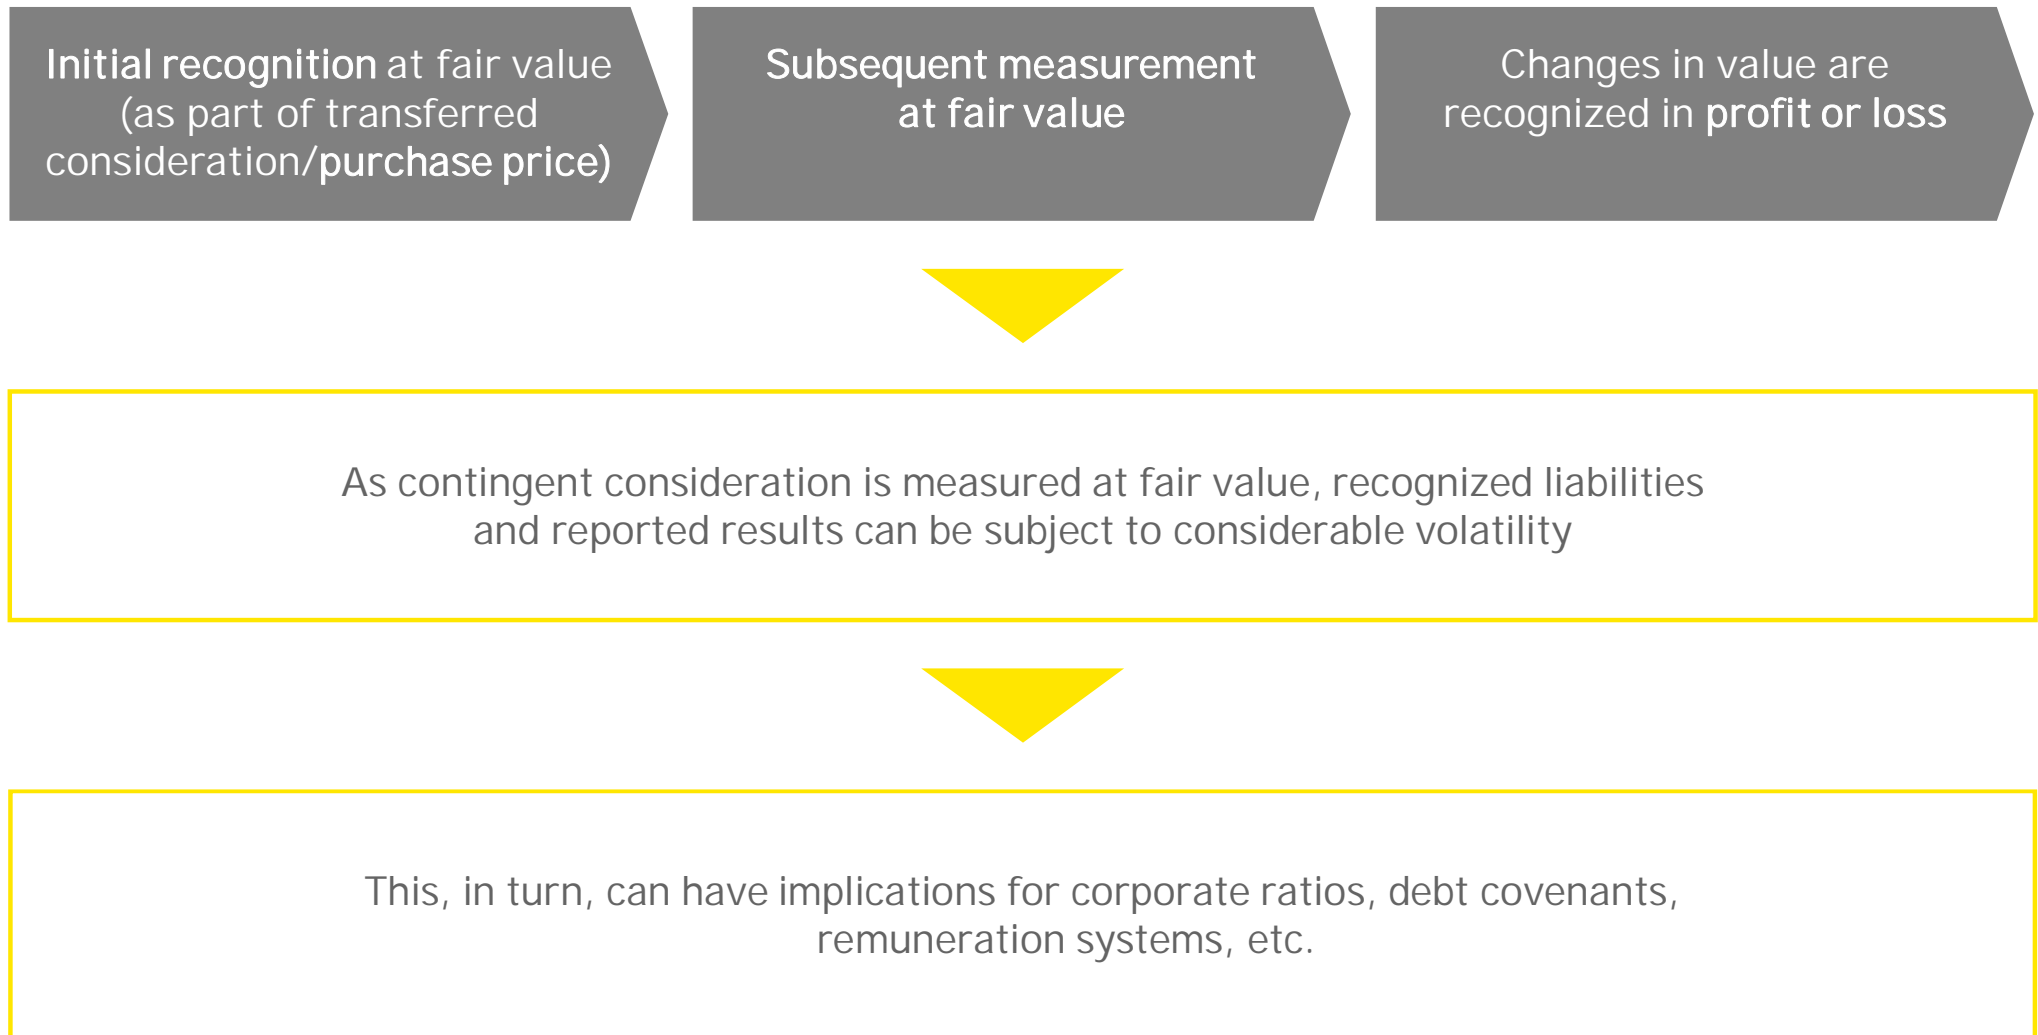 Initial recognition at fair value
(as part of transferred
consideration/purchase price)
Subsequent measurement
at fair value
Changes in value are
recognized in profit or loss
As contingent consideration is measured at fair value, recognized liabilities
and reported results can be subject to considerable volatility
This, in turn, can have implications for corporate ratios, debt covenants,
remuneration systems, etc.